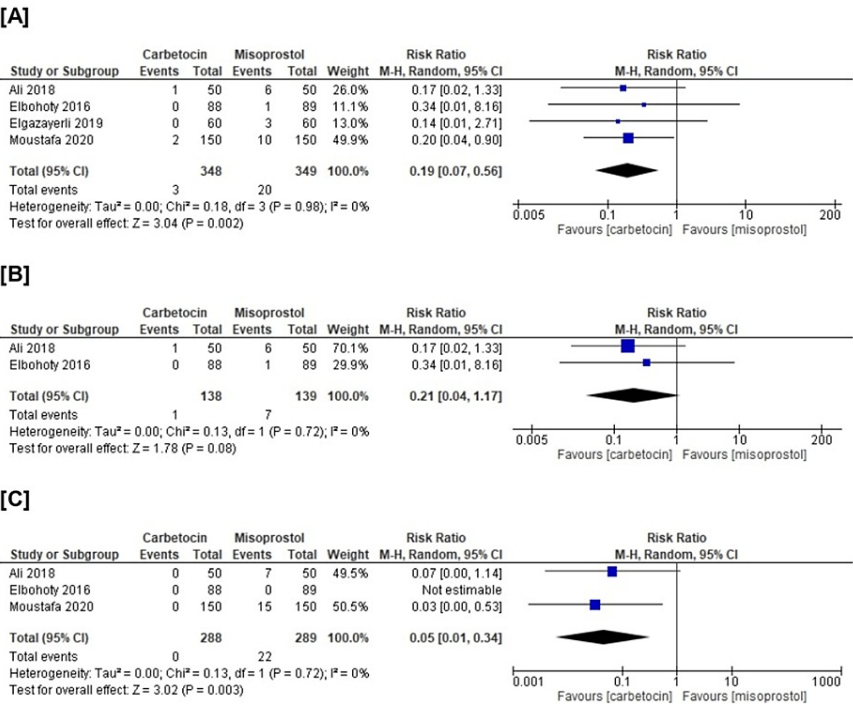 [A]
Carbetocin Misoprostol Risk Ratio Risk Ratio
Study or Subgroup Events Total Events Total Weight M-H, Random, 95% CI M-H, Random, 95% CI
Ali 2018 1 50 6 50 26.0% 0.17 [0.02, 1.33]
Elbohoty 2016 0 88 1 89 11.1% 0.34 [0.01, 8.16]
Elgazayerli 2019 0 60 3 60 13.0% 0.14 [0.01, 2.71]
Moustafa 2020 2 150 10 150 49.9% 0.20 [0.04, 0.90]
Total (95% CI) 348 349 100.0% 0.19 [0.07, 0.56]
Total events 3 20
Heterogeneity: Tau² = 0.00; Chi² = 0.18, df = 3 (P = 0.98); I² = 0%
Test for overall effect: Z = 3.04 (P = 0.002)
0.005 0.1 1 10 200
Favours [carbetocin] Favours [misoprostol]
[B]
Carbetocin Misoprostol Risk Ratio Risk Ratio
Study or Subgroup Events Total Events Total Weight M-H, Random, 95% CI M-H, Random, 95% CI
Ali 2018 1 50 6 50 70.1% 0.17 [0.02, 1.33]
Elbohoty 2016 0 88 1 89 29.9% 0.34 [0.01, 8.16]
Total (95% CI) 138 139 100.0% 0.21 [0.04, 1.17]
Total events 1 7
Heterogeneity: Tau² = 0.00; Chi² = 0.13, df = 1 (P = 0.72); I² = 0%
Test for overall effect: Z = 1.78 (P = 0.08)
0.005 0.1 1 10 200
Favours [carbetocin] Favours [misoprostol]
[C]
Carbetocin Misoprostol Risk Ratio Risk Ratio
Study or Subgroup Events Total Events Total Weight M-H, Random, 95% CI M-H, Random, 95% CI
Ali 2018 0 50 7 50 49.5% 0.07 [0.00, 1.14]
Elbohoty 2016 0 88 0 89 Not estimable
Moustafa 2020 0 150 15 150 50.5% 0.03 [0.00, 0.53]
Total (95% CI) 288 289 100.0% 0.05 [0.01, 0.34]
Total events 0 22
Heterogeneity: Tau² = 0.00; Chi² = 0.13, df = 1 (P = 0.72); I² = 0%
Test for overall effect: Z = 3.02 (P = 0.003)
0.001 0.1 1 10 1000
Favours [carbetocin] Favours [misoprostol]